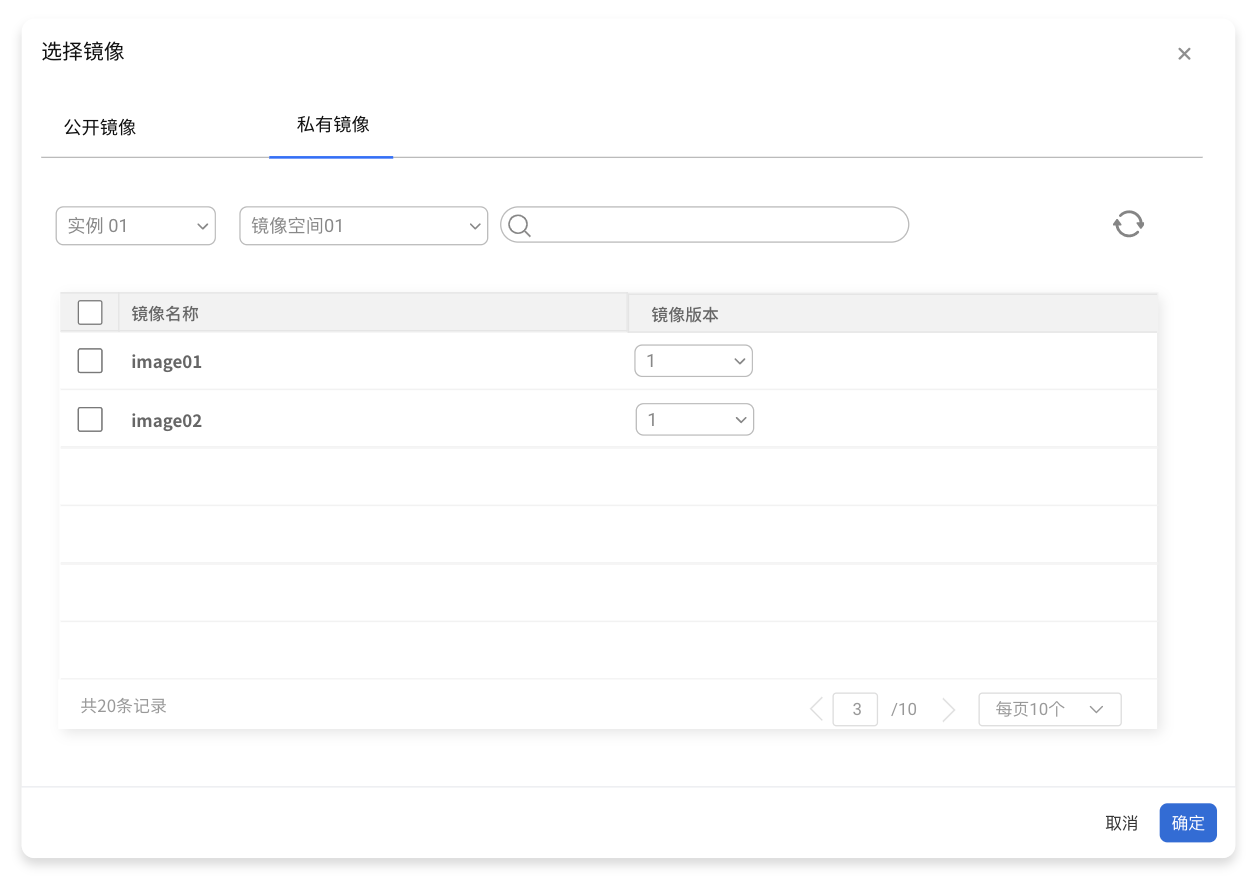 选择镜像
公开镜像
私有镜像
实例 01
镜像空间01
镜像名称
镜像版本
image01
1
image02
1
共20条记录
3
/10
每页10个
取消
确定